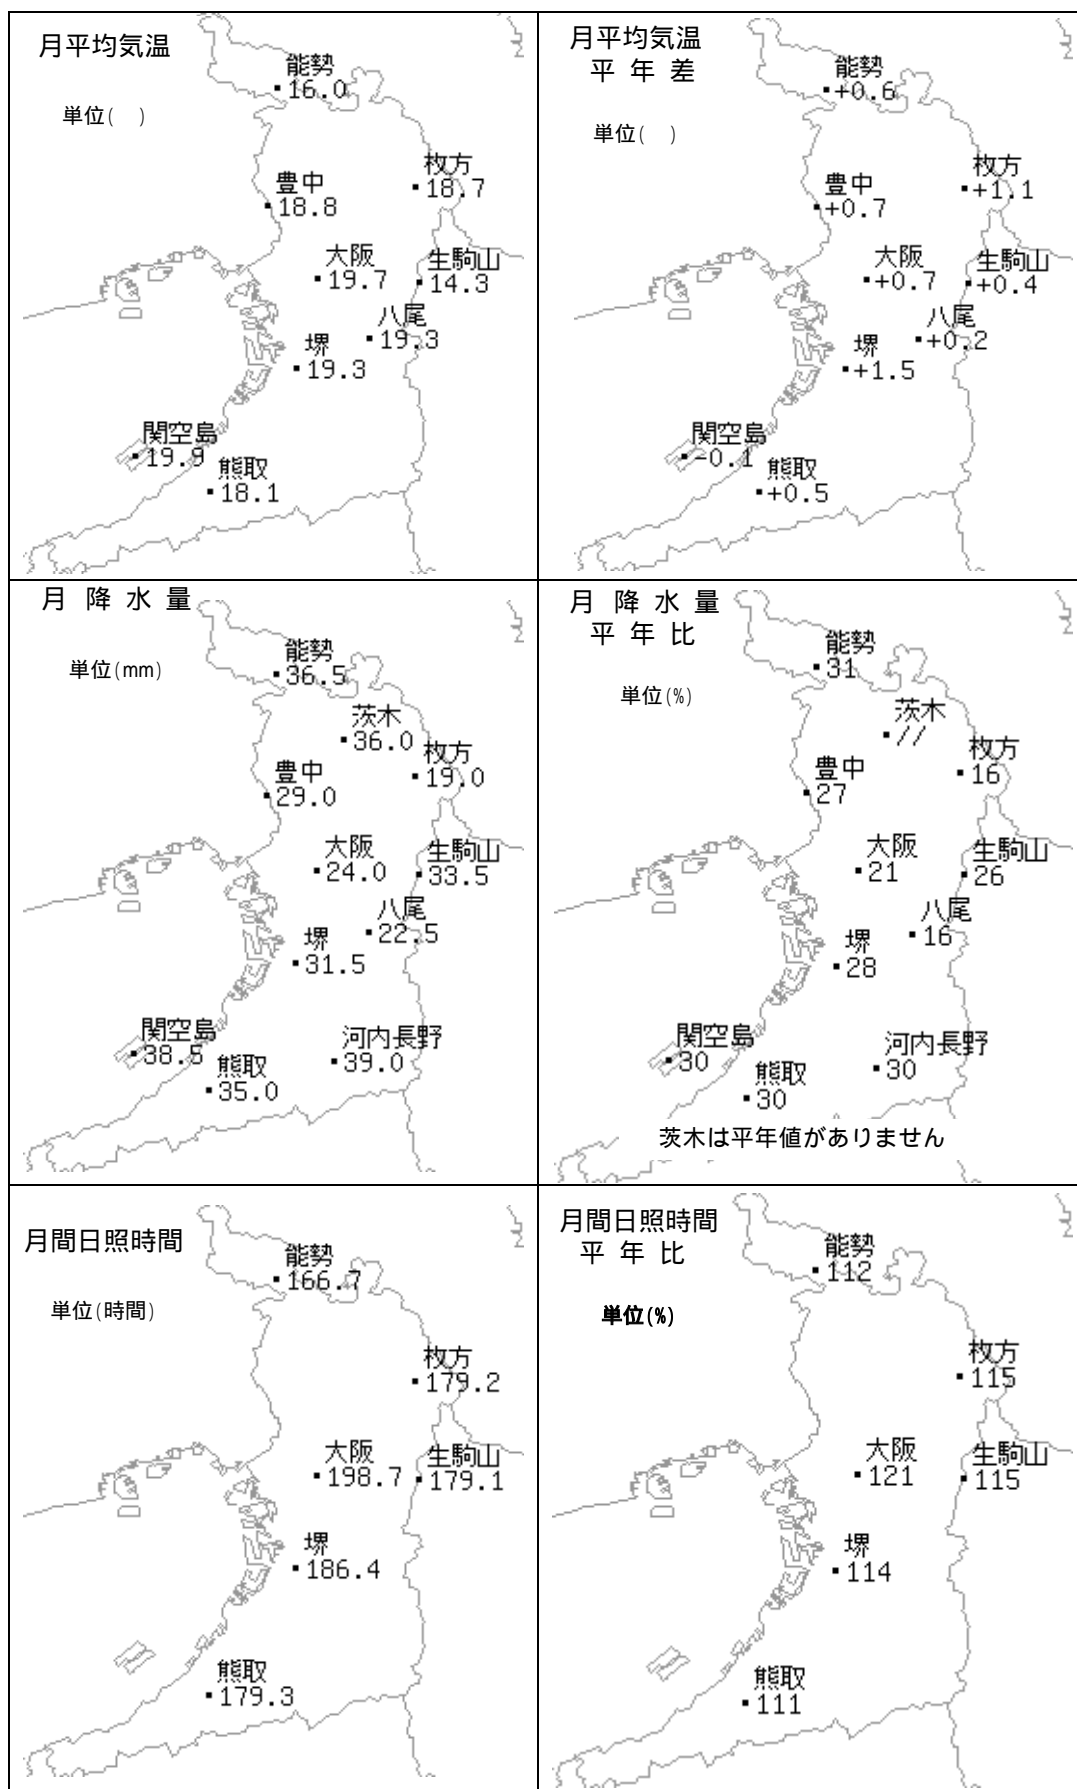 月平均気温
単位( )
能勢
16.0
枚方
18.7
豊中
18.8
大阪
19.7
生駒山
14.3
八尾
19.3
堺
19.3
関空島
19.9
熊取
18.1
月平均気温
平 年 差
単位( )
能勢
+0.6
枚方
+1.1
豊中
+0.7
大阪
+0.7
生駒山
+0.4
八尾
+0.2
堺
+1.5
関空島
-0.1
熊取
+0.5
月 降 水 量
単位(mm)
能勢
36.5
茨木
36.0
枚方
19.0
豊中
29.0
大阪
24.0
生駒山
33.5
八尾
22.5
堺
31.5
関空島
38.5
河内長野
39.0
熊取
35.0
月 降 水 量
平 年 比
単位(%)
能勢
31
茨木
//
枚方
16
豊中
27
大阪
21
生駒山
26
八尾
16
堺
28
関空島
30
河内長野
30
熊取
30
茨木は平年値がありません
月間日照時間
単位(時間)
能勢
166.7
枚方
179.2
大阪
198.7
生駒山
179.1
堺
186.4
熊取
179.3
月間日照時間
平 年 比
単位(%)
能勢
112
枚方
115
大阪
121
生駒山
115
堺
114
熊取
111